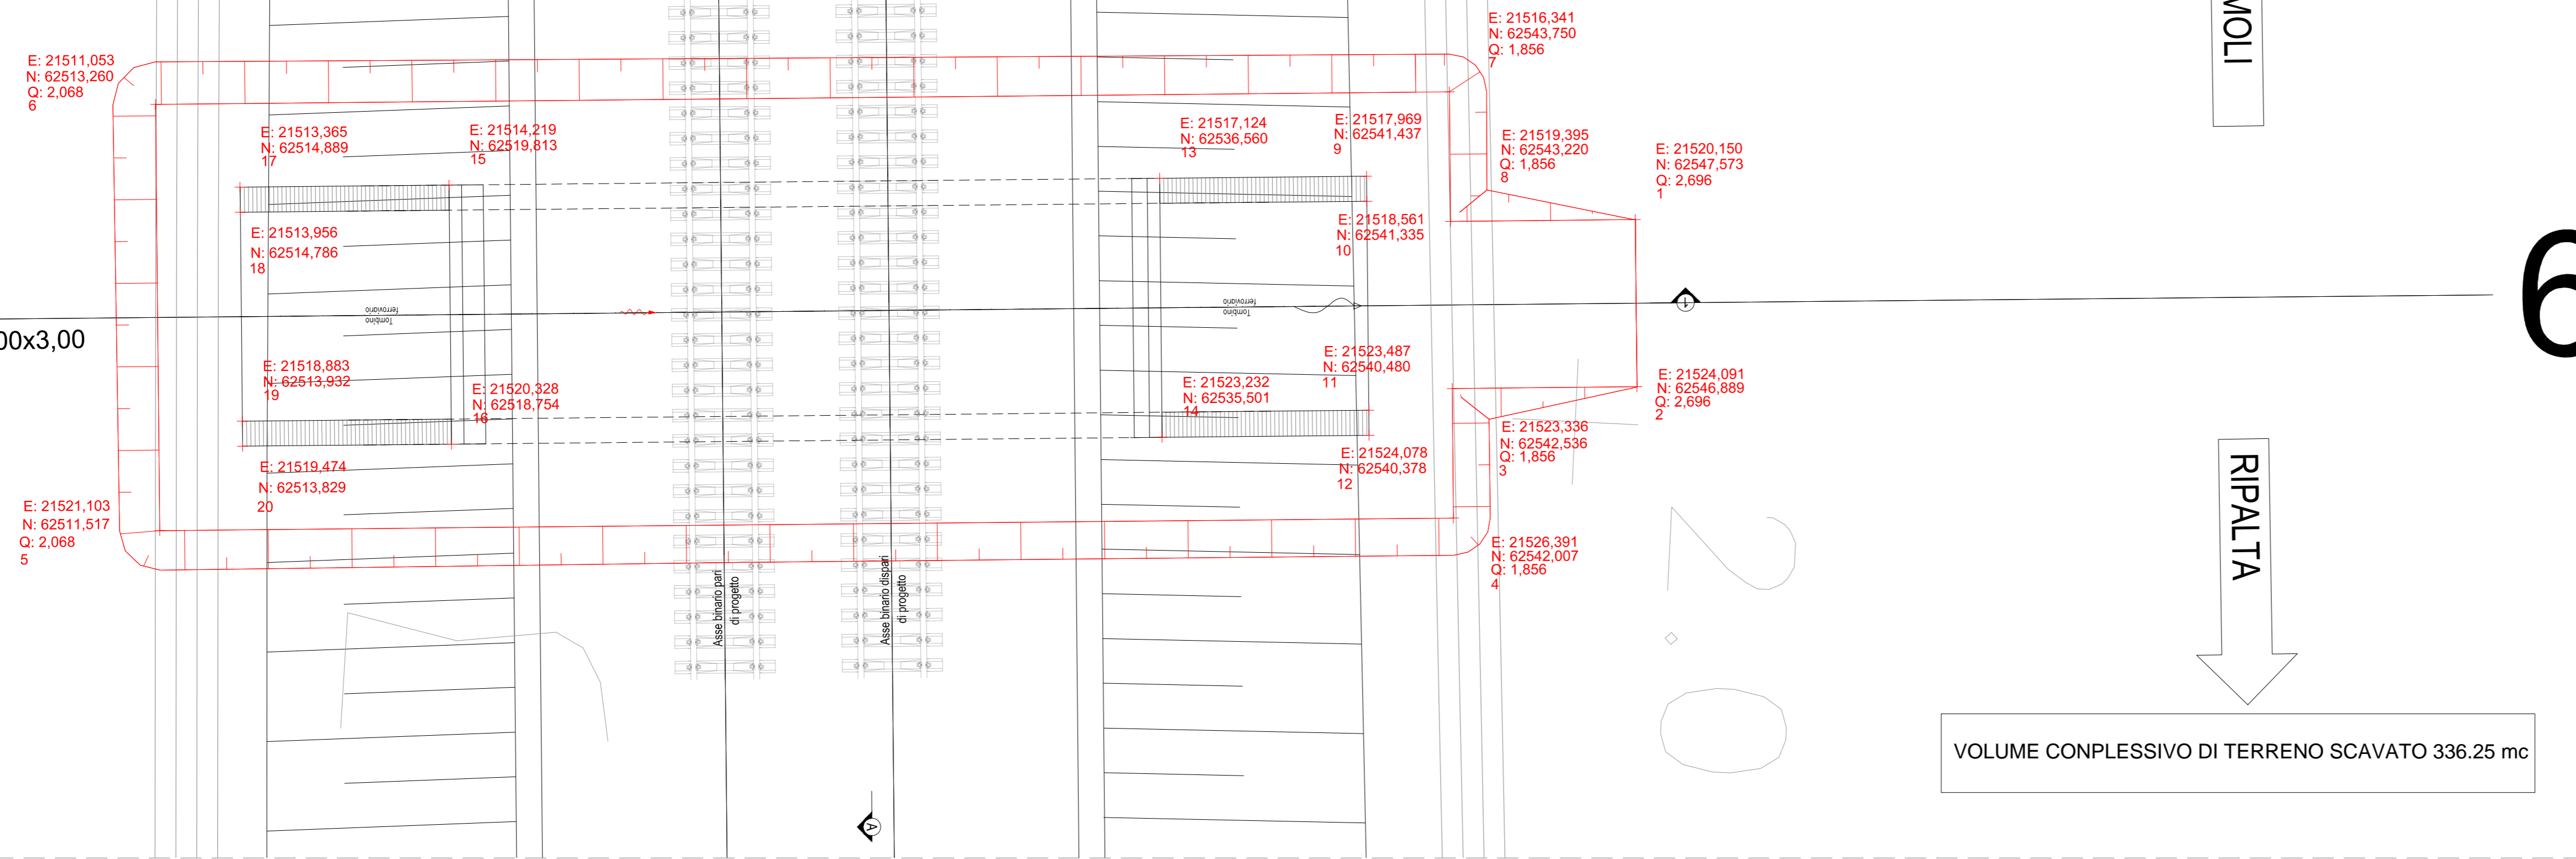 E: 21511,053
N: 62513,260
Q: 2,068
6
E: 21516,341
N: 62543,750
Q: 1,856
7
MOLI
E: 21513,365
N: 62514,889
17
E: 21514,219
N: 62519,813
15
E: 21517,124
N: 62536,560
13
E: 21517,969
N: 62541,437
9
E: 21519,395
N: 62543,220
Q: 1,856
8
E: 21520,150
N: 62547,573
Q: 2,696
1
E: 21513,956
N: 62514,786
18
E: 21518,561
N: 62541,335
10
00x3,00
Tombino
ferroviario
Tombino
ferroviario
1
6
E: 21518,883
N: 62513,932
19
E: 21520,328
N: 62518,754
16
E: 21523,232
N: 62535,501
14
E: 21523,487
N: 62540,480
11
E: 21524,091
N: 62546,889
Q: 2,696
2
E: 21519,474
N: 62513,829
20
E: 21524,078
N: 62540,378
12
E: 21523,336
N: 62542,536
Q: 1,856
3
E: 21521,103
N: 62511,517
Q: 2,068
5
E: 21526,391
N: 62542,007
Q: 1,856
4
RIPALTA
Asse binario pari
di progetto
Asse binario dispari
di progetto
A
VOLUME CONPLESSIVO DI TERRENO SCAVATO 336.25 mc